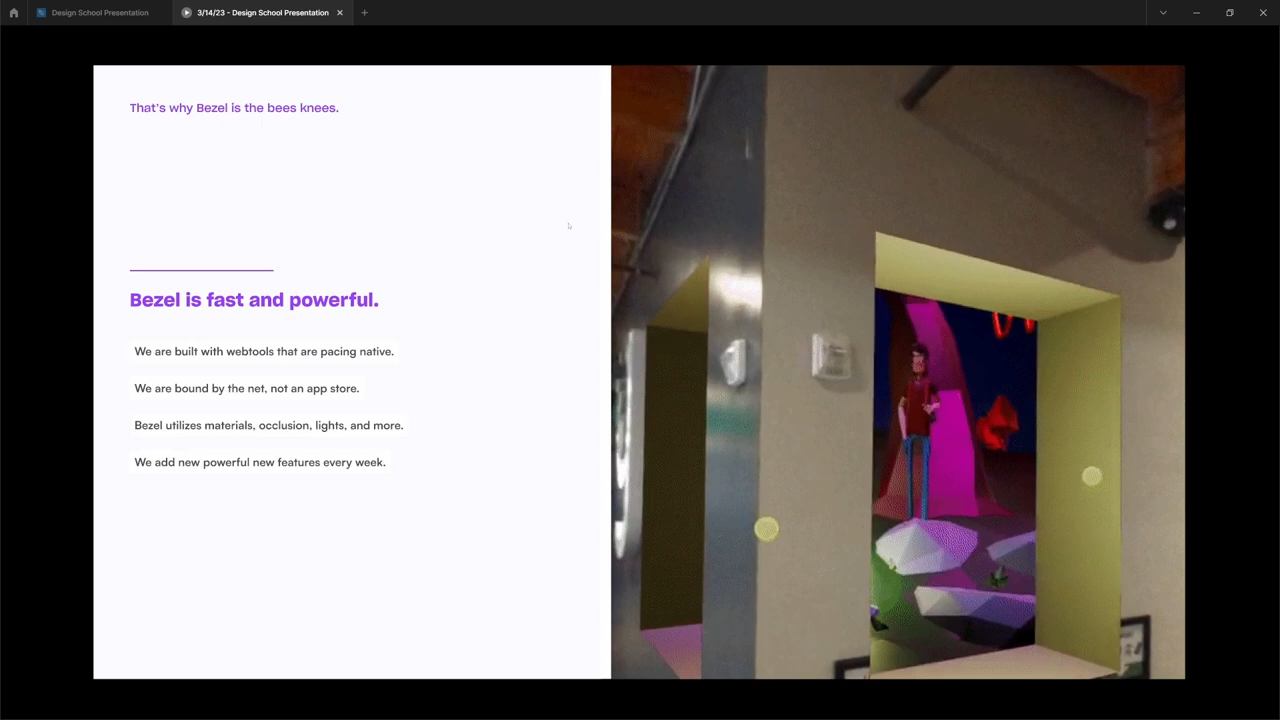 Design School Presentation
3/14/23 - Design School Presentation
That's why Bezel is the bees knees.
Bezel is fast and powerful.
We are built with webtools that are pacing native.
We are bound by the net, not an app store.
Bezel utilizes materials, occlusion, lights, and more.
We add new powerful new features every week.